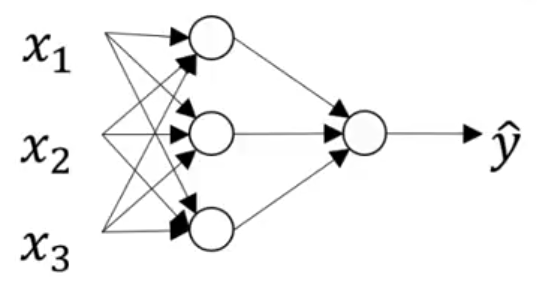 x₁
x₂
ŷ
x₃